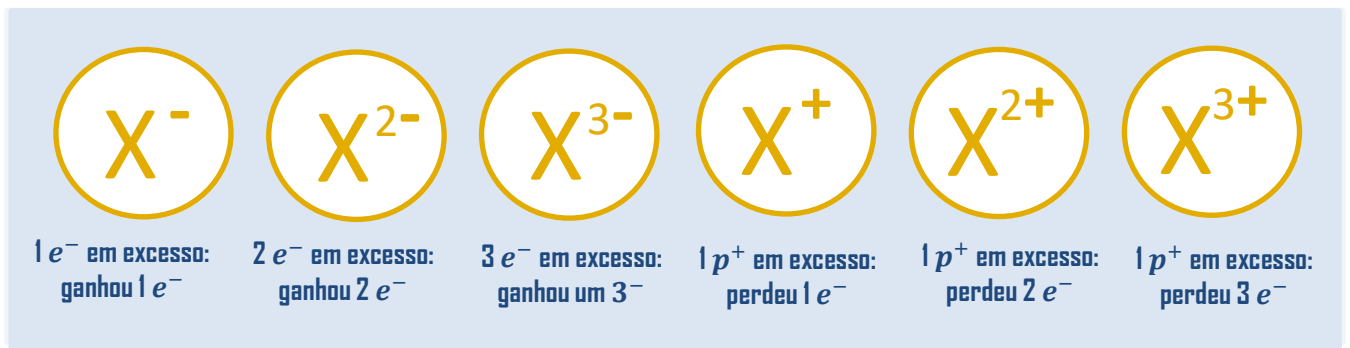 X⁻ X²⁻ X³⁻ X⁺ X²⁺ X³⁺
1 e⁻ em excesso:
ganhou 1 e⁻
2 e⁻ em excesso:
ganhou 2 e⁻
3 e⁻ em excesso:
ganhou um 3⁻
1 p⁺ em excesso:
perdeu 1 e⁻
1 p⁺ em excesso:
perdeu 2 e⁻
1 p⁺ em excesso:
perdeu 3 e⁻